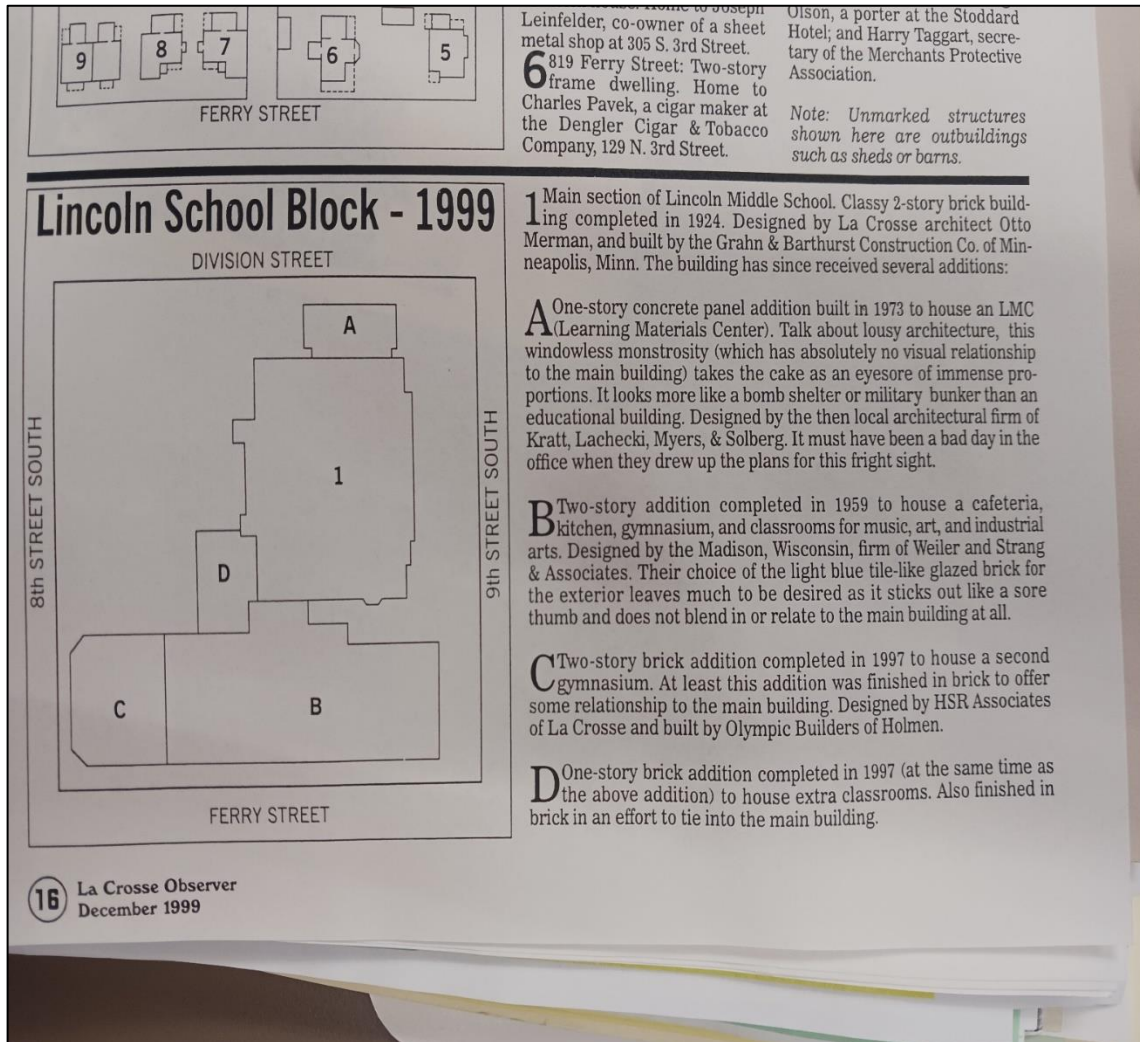 9
8
7
6
5
FERRY STREET
Leinfelder, co-owner of a sheet
metal shop at 305 S. 3rd Street.
6 819 Ferry Street: Two-story
frame dwelling. Home to
Charles Pavek, a cigar maker at
the Dengler Cigar & Tobacco
Company, 129 N. 3rd Street.
Olson, a porter at the Stoddard
Hotel; and Harry Taggart, secre-
tary of the Merchants Protective
Association.
Note: Unmarked structures
shown here are outbuildings
such as sheds or barns.
Lincoln School Block - 1999
DIVISION STREET
A
8th STREET SOUTH
1
9th STREET SOUTH
D
C
B
FERRY STREET
1 Main section of Lincoln Middle School. Classy 2-story brick build-
ing completed in 1924. Designed by La Crosse architect Otto
Merman, and built by the Grahn & Barthurst Construction Co. of Min-
neapolis, Minn. The building has since received several additions:
A One-story concrete panel addition built in 1973 to house an LMC
(Learning Materials Center). Talk about lousy architecture, this
windowless monstrosity (which has absolutely no visual relationship
to the main building) takes the cake as an eyesore of immense pro-
portions. It looks more like a bomb shelter or military bunker than an
educational building. Designed by the then local architectural firm of
Kratt, Lachecki, Myers, & Solberg. It must have been a bad day in the
office when they drew up the plans for this fright sight.
B Two-story addition completed in 1959 to house a cafeteria,
kitchen, gymnasium, and classrooms for music, art, and industrial
arts. Designed by the Madison, Wisconsin, firm of Weiler and Strang
& Associates. Their choice of the light blue tile-like glazed brick for
the exterior leaves much to be desired as it sticks out like a sore
thumb and does not blend in or relate to the main building at all.
C Two-story brick addition completed in 1997 to house a second
gymnasium. At least this addition was finished in brick to offer
some relationship to the main building. Designed by HSR Associates
of La Crosse and built by Olympic Builders of Holmen.
D One-story brick addition completed in 1997 (at the same time as
the above addition) to house extra classrooms. Also finished in
brick in an effort to tie into the main building.
16
La Crosse Observer
December 1999